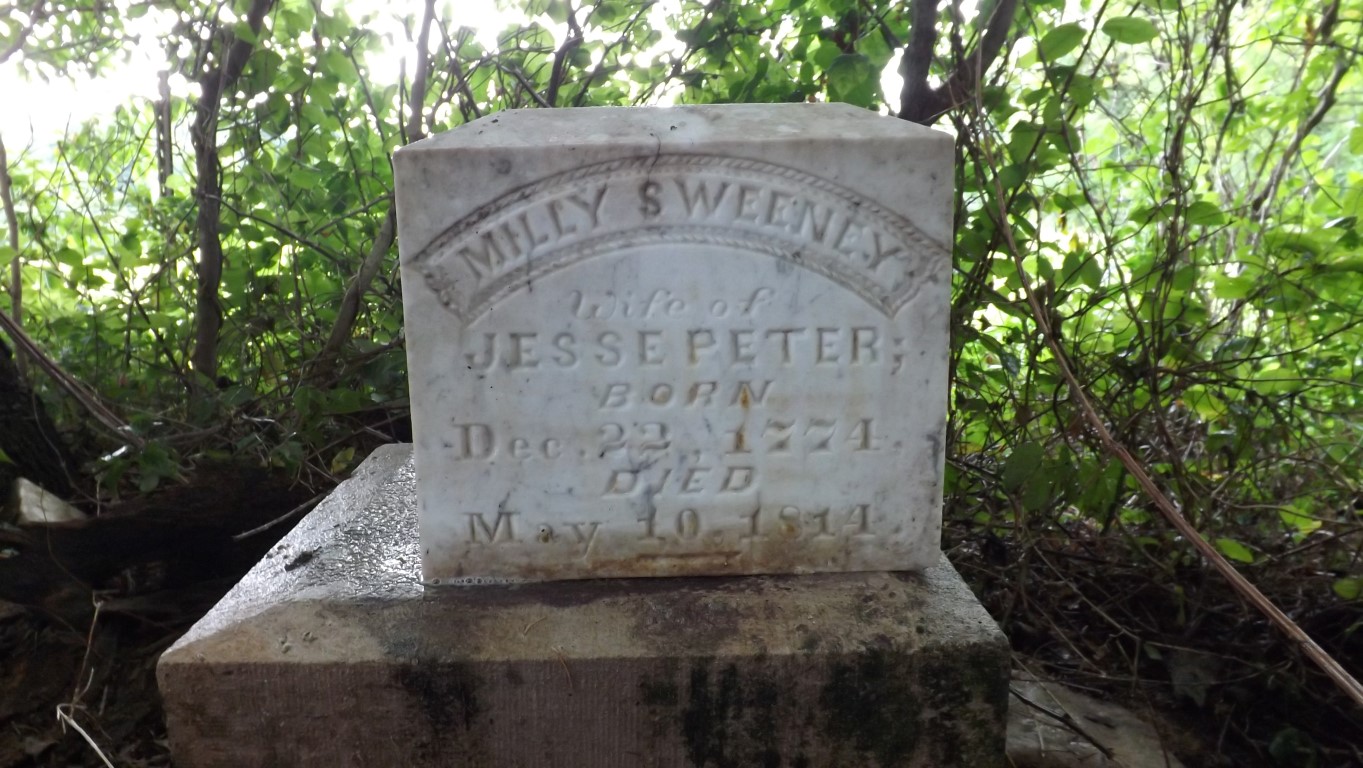 MILLY SWEENEY
Wife of
JESSE PETER;
BORN
Dec. 22, 1774.
DIED
May 10, 1814.